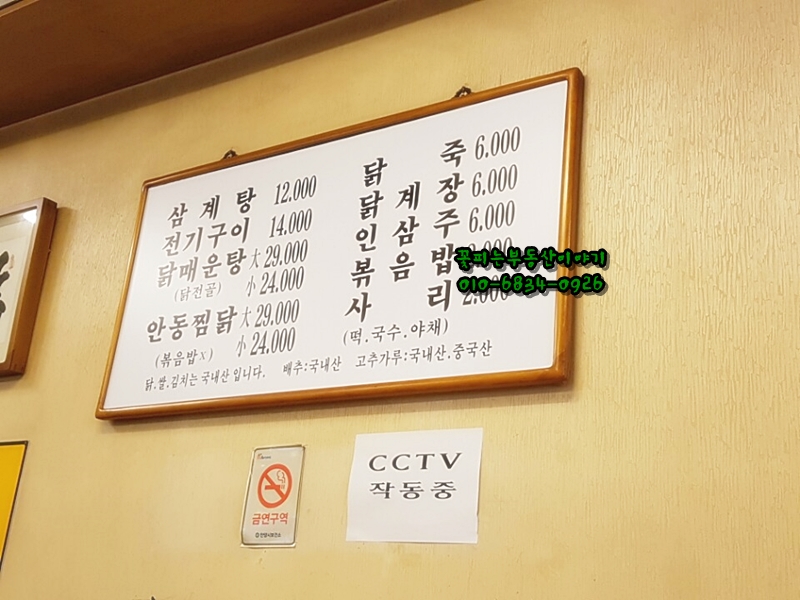 삼계탕 12.000
전기구이 14.000
닭매운탕 大 29.000
(닭전골) 小 24.000
안동찜닭 大 29.000
(볶음밥x) 小 24.000
닭죽 6.000
닭계장 6.000
인삼주 6.000
볶음밥
사리 2.000
(떡.국수.야채)
닭.쌀.김치는 국내산 입니다. 배추:국내산 고추가루:국내산.중국산
꽃피는부동산이야기
010-6834-0926
금연구역
CCTV
작동중